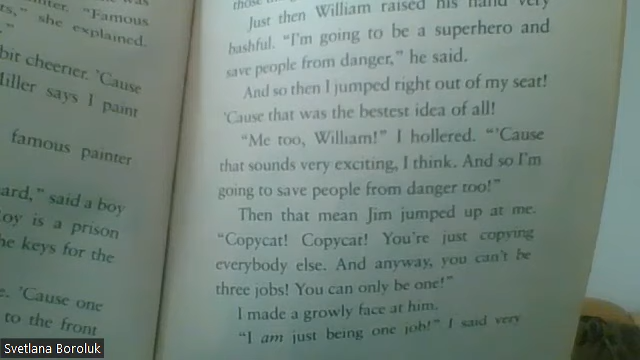 "Famous
she explained.
bit cheerier. 'Cause
Miller says I paint
famous painter
said a boy
is a prison
keys for the
'Cause one
to the front
those
Just then William raised his hand very
bashful. "I'm going to be a superhero and
save people from danger," he said.
And so then I jumped right out of my seat!
'Cause that was the bestest idea of all!
"Me too, William!" I hollered. "'Cause
that sounds very exciting, I think. And so I'm
going to save people from danger too!"
Then that mean Jim jumped up at me.
"Copycat! Copycat! You're just copying
everybody else. And anyway, you can't be
three jobs! You can only be one!"
I made a growly face at him.
"I am just being one job!" I said very
Svetlana Boroluk